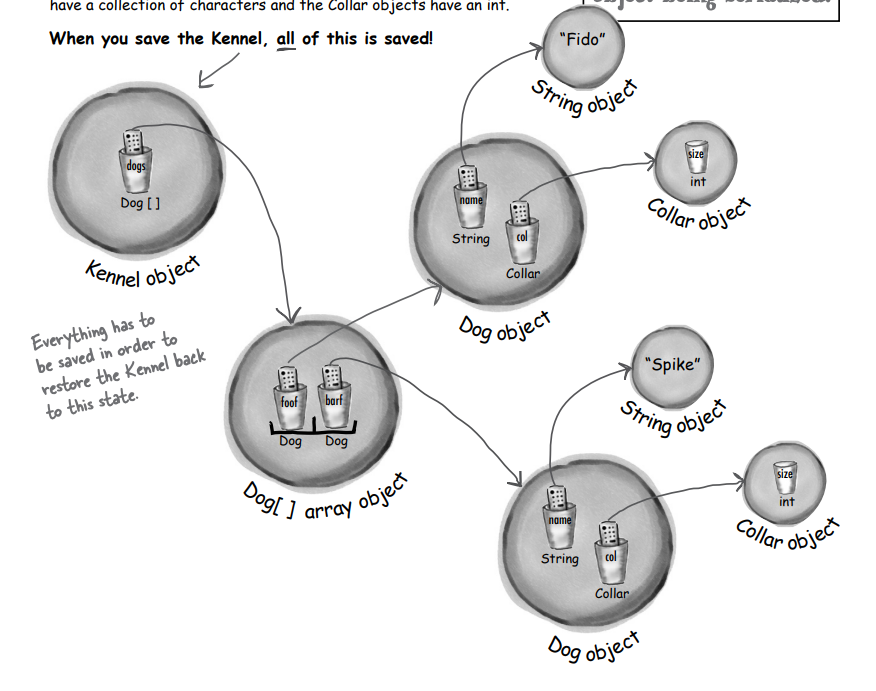 have a collection of characters and the Collar objects have an int.
object being serialized.
When you save the Kennel, all of this is saved!
"Fido"
String object
dogs
Dog [ ]
Kennel object
name
String
col
Collar
Dog object
size
int
Collar object
Everything has to
be saved in order to
restore the Kennel back
to this state.
foof
barf
Dog
Dog
Dog[ ] array object
"Spike"
String object
name
String
col
Collar
Dog object
size
int
Collar object